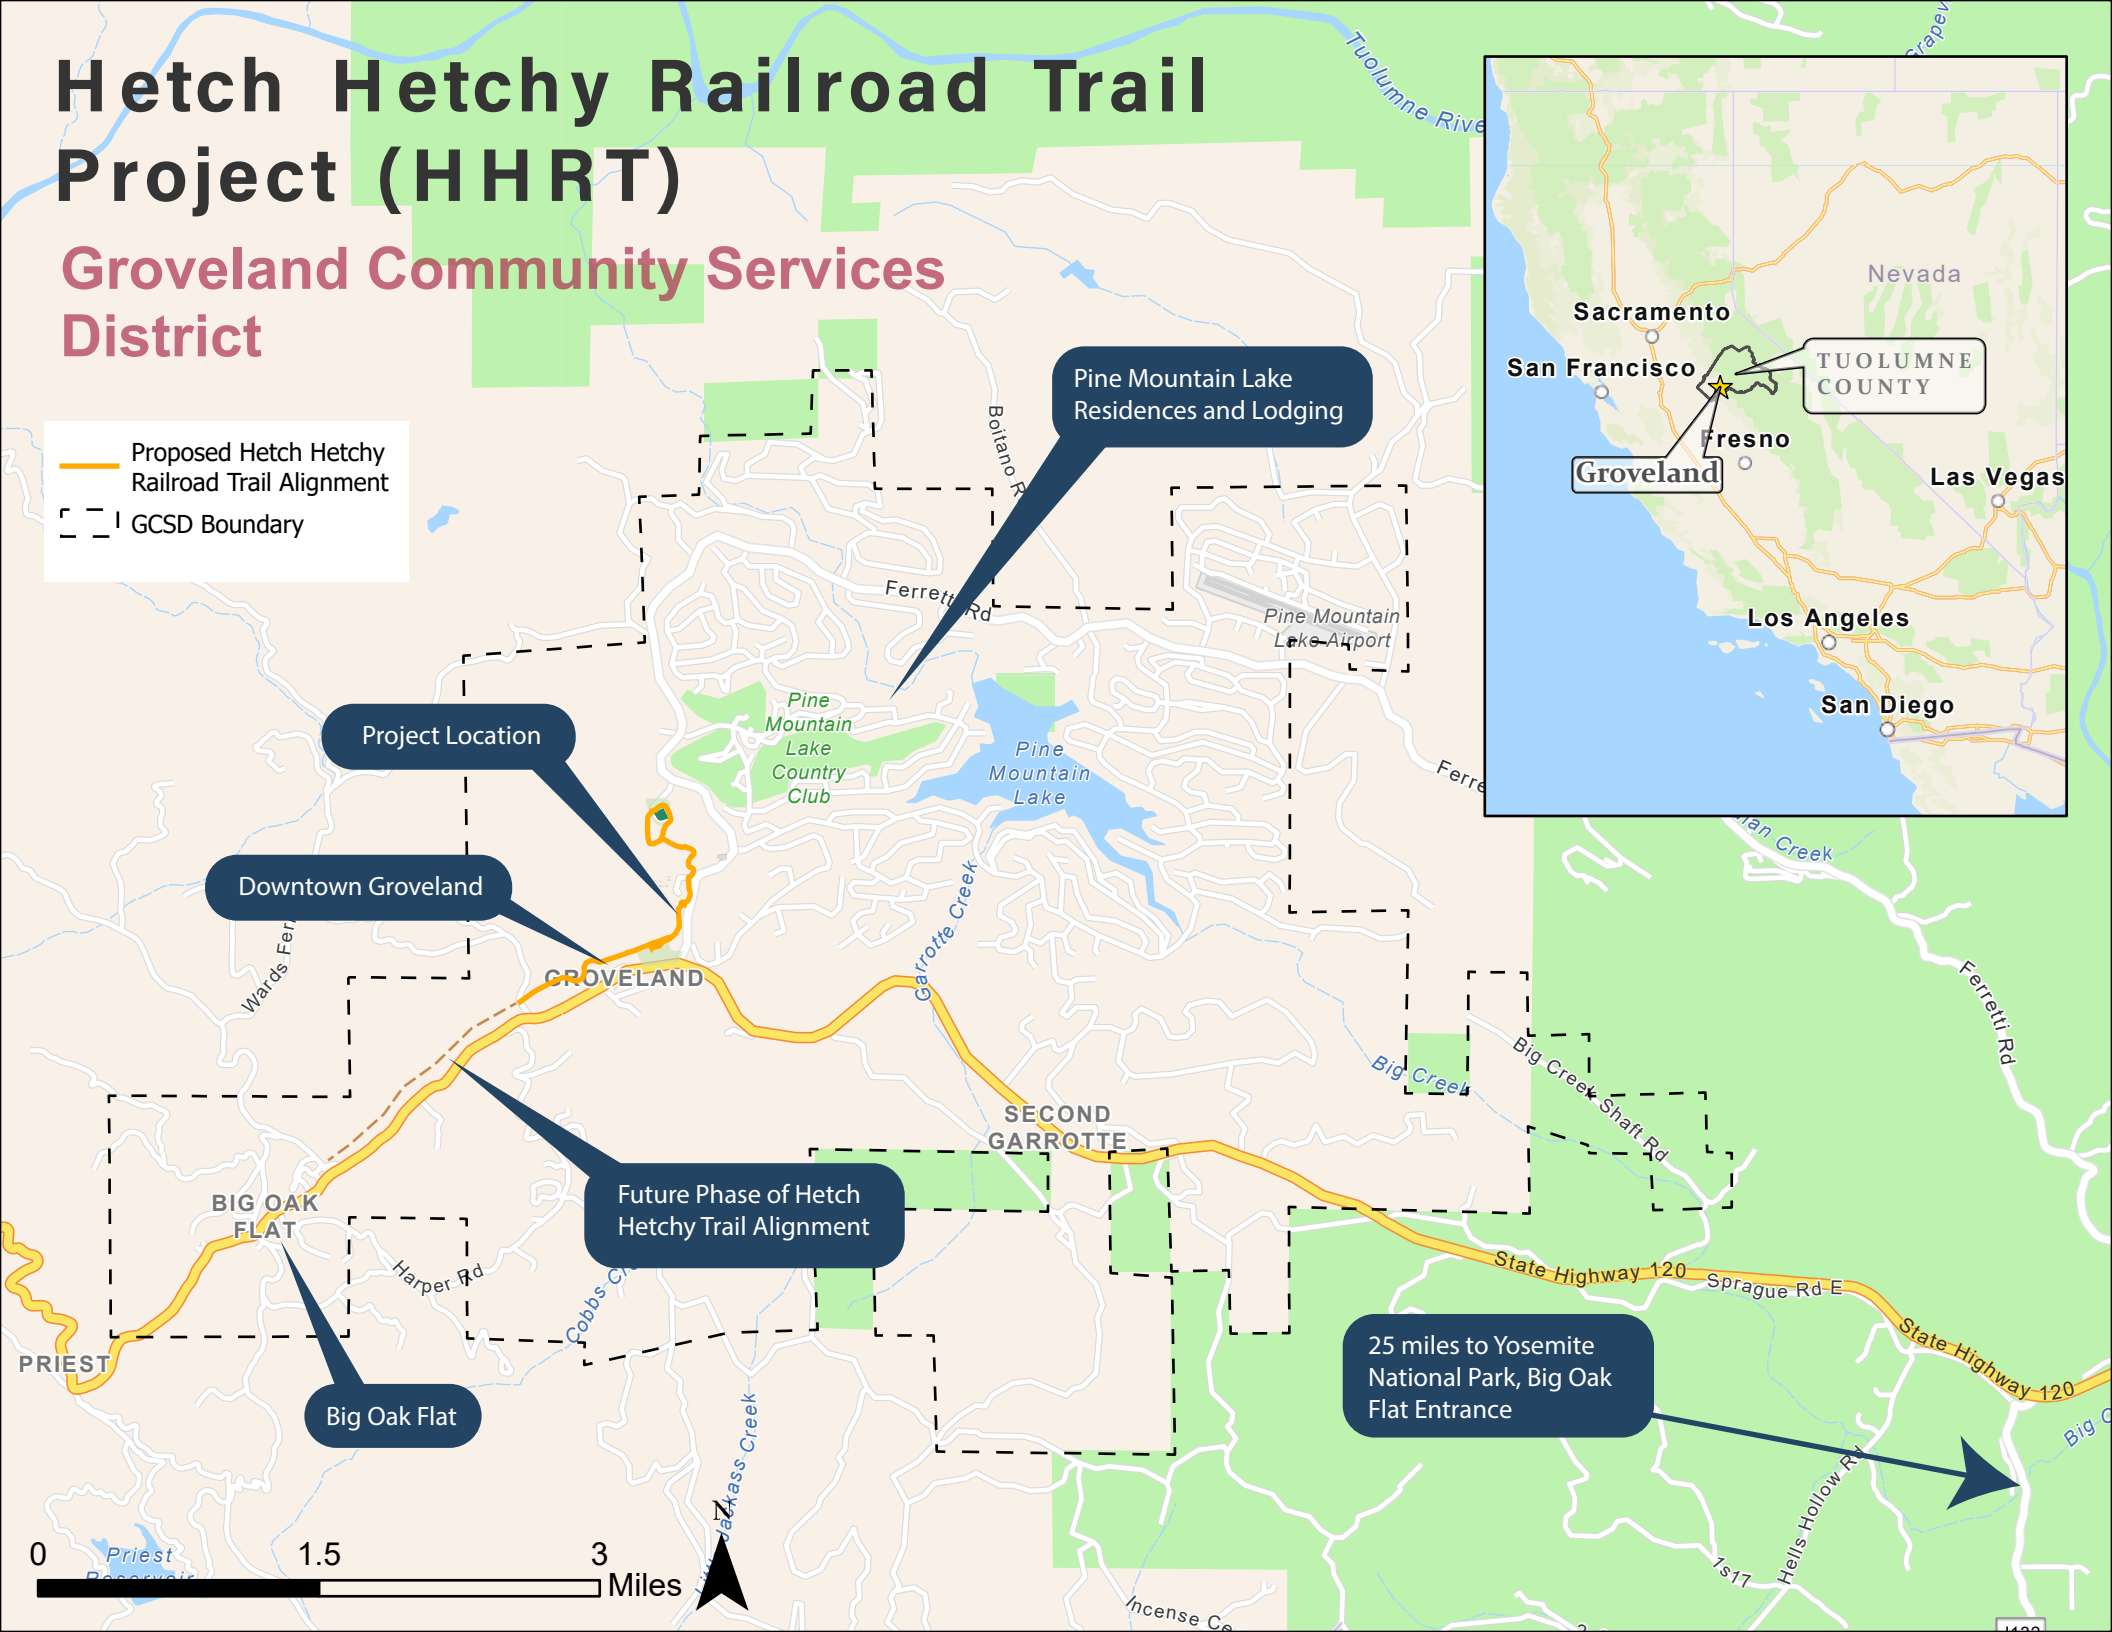 Hetch Hetchy Railroad Trail
Project (HHRT)
Groveland Community Services
District
Proposed Hetch Hetchy
Railroad Trail Alignment
GCSD Boundary
Tuolumne
Nevada
Sacramento
San Francisco
TUOLUMNE
COUNTY
Fresno
Groveland
Las Vegas
Los Angeles
San Diego
Pine Mountain Lake
Residences and Lodging
Ferretti Rd
Pine Mountain
Lake Airport
Pine
Mountain
Lake
Country
Club
Pine
Mountain
Lake
Project Location
Downtown Groveland
GROVELAND
Wards
Garrotte Creek
Creek
Ferretti Rd
Big Creek
Big Creek Shaft Rd
SECOND
GARROTTE
Future Phase of Hetch
Hetchy Trail Alignment
BIG OAK
FLAT
Harper Rd
Cobbs
PRIEST
Big Oak Flat
State Highway 120
Sprague Rd E
State Highway 120
25 miles to Yosemite
National Park, Big Oak
Flat Entrance
Big
Hells Hollow Rd
1s17
Jackass Creek
Incense
Priest
Reservoir
0 1.5 3
Miles
N